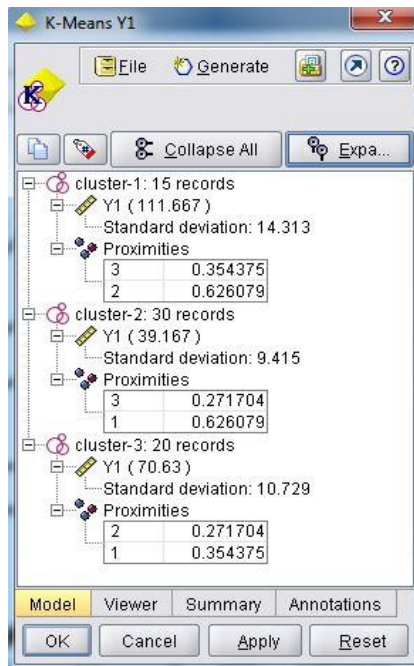 K-Means Y1
File Generate
K
Collapse All Expa...
cluster-1: 15 records
Y1 ( 111.667 )
Standard deviation: 14.313
Proximities
3 0.354375
2 0.626079
cluster-2: 30 records
Y1 ( 39.167 )
Standard deviation: 9.415
Proximities
3 0.271704
1 0.626079
cluster-3: 20 records
Y1 ( 70.63 )
Standard deviation: 10.729
Proximities
2 0.271704
1 0.354375
Model Viewer Summary Annotations
OK Cancel Apply Reset